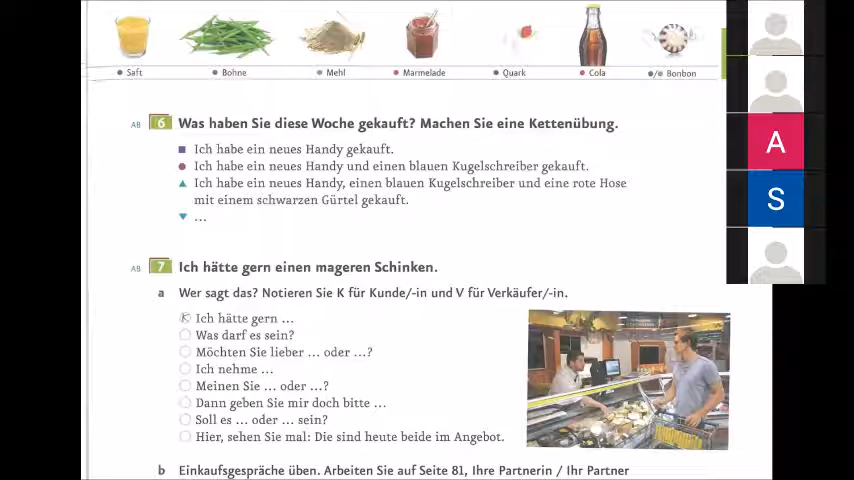 Saft
Bohne
Mehl
Marmelade
Quark
Cola
Bonbon
A
S
AB 6 Was haben Sie diese Woche gekauft? Machen Sie eine Kettenübung.
Ich habe ein neues Handy gekauft.
Ich habe ein neues Handy und einen blauen Kugelschreiber gekauft.
Ich habe ein neues Handy, einen blauen Kugelschreiber und eine rote Hose
mit einem schwarzen Gürtel gekauft.
...
AB 7 Ich hätte gern einen mageren Schinken.
a Wer sagt das? Notieren Sie K für Kunde/-in und V für Verkäufer/-in.
K Ich hätte gern ...
Was darf es sein?
Möchten Sie lieber ... oder ...?
Ich nehme ...
Meinen Sie ... oder ...?
Dann geben Sie mir doch bitte ...
Soll es ... oder ... sein?
Hier, sehen Sie mal: Die sind heute beide im Angebot.
b Einkaufsgespräche üben. Arbeiten Sie auf Seite 81, Ihre Partnerin / Ihr Partner